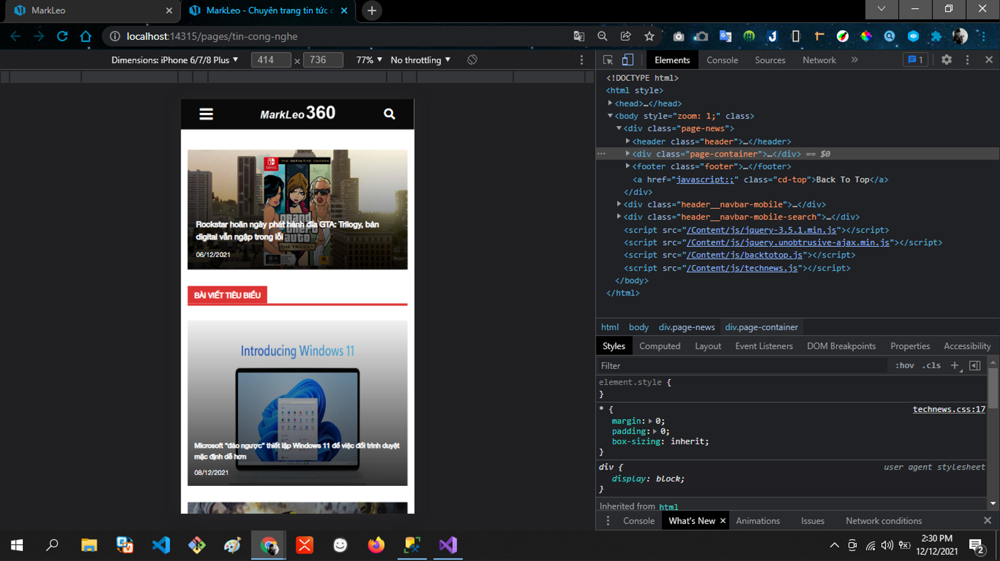 MarkLeo
MarkLeo - Chuyên trang tin tức
localhost:14315/pages/tin-cong-nghe
Dimensions: iPhone 6/7/8 Plus
414
×
736
77%
No throttling
Elements
Console
Sources
Network
1
MarkLeo 360
THE DEFINITIVE EDITION
grand
theft
auto
THE TRILOGY
Rockstar hoãn ngày phát hành đĩa GTA: Trilogy, bản
digital vẫn ngập trong lỗi
06/12/2021
BÀI VIẾT TIÊU BIỂU
Introducing Windows 11
Microsoft “đảo ngược” thiết lập Windows 11 để việc đổi trình duyệt
mặc định dễ hơn
08/12/2021
<!DOCTYPE html>
<html style>
<head>…</head>
<body style="zoom: 1;" class>
<div class="page-news">
<header class="header">…</header>
<div class="page-container">…</div> == $0
<footer class="footer">…</footer>
<a href="javascript:;" class="cd-top">Back To Top</a>
</div>
<div class="header__navbar-mobile">…</div>
<div class="header__navbar-mobile-search">…</div>
<script src="/Content/js/jquery-3.5.1.min.js"></script>
<script src="/Content/js/jquery.unobtrusive-ajax.min.js"></script>
<script src="/Content/js/backtotop.js"></script>
<script src="/Content/js/technews.js"></script>
</body>
</html>
html
body
div.page-news
div.page-container
Styles
Computed
Layout
Event Listeners
DOM Breakpoints
Properties
Accessibility
Filter
:hov
.cls
element.style {
}
* {
technews.css:17
margin: 0;
padding: 0;
box-sizing: inherit;
}
div {
user agent stylesheet
display: block;
}
Inherited from html
Console
What's New
Animations
Issues
Network conditions
2:30 PM
12/12/2021
2